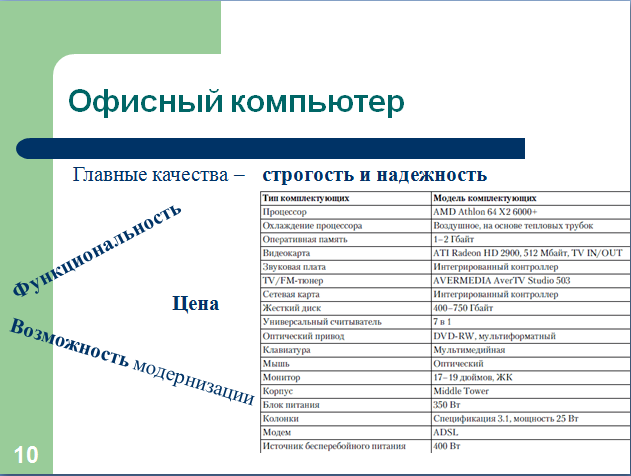 Офисный компьютер
Главные качества – строгость и надежность
Функциональность
Цена
Возможность модернизации
Тип комплектующих Модель комплектующих
Процессор AMD Athlon 64 X2 6000+
Охлаждение процессора Воздушное, на основе тепловых трубок
Оперативная память 1–2 Гбайт
Видеокарта ATI Radeon HD 2900, 512 Мбайт, TV IN/OUT
Звуковая плата Интегрированный контроллер
TV/FM-тюнер AVERMEDIA AverTV Studio 503
Сетевая карта Интегрированный контроллер
Жесткий диск 400–750 Гбайт
Универсальный считыватель 7 в 1
Оптический привод DVD-RW, мультиформатный
Клавиатура Мультимедийная
Мышь Оптический
Монитор 17–19 дюймов, ЖК
Корпус Middle Tower
Блок питания 350 Вт
Колонки Спецификация 3.1, мощность 25 Вт
Модем ADSL
Источник бесперебойного питания 400 Вт
10